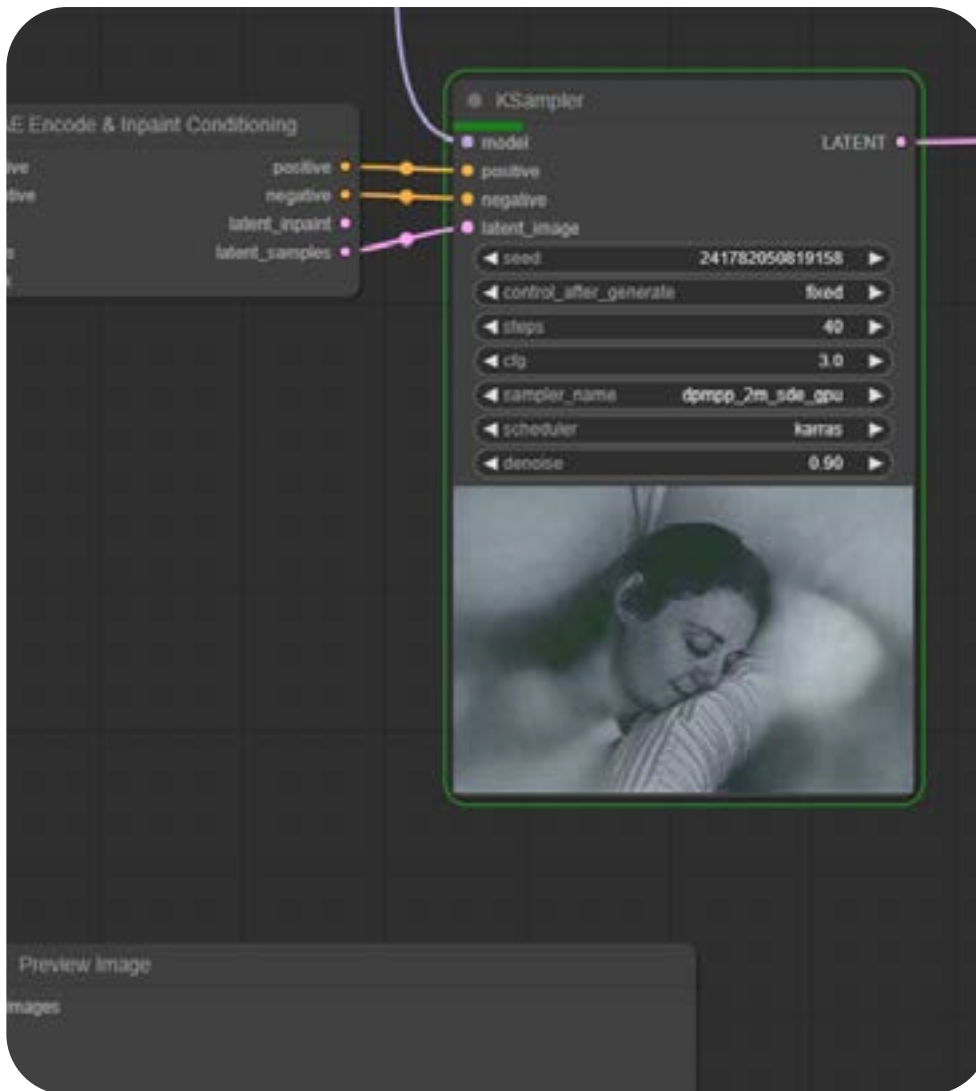 KSampler
AE Encode & Inpaint Conditioning
model
LATENT
positive
positive
negative
negative
latent_inpaint
latent_image
latent_samples
seed 241782050819158
control_after_generate fixed
steps 40
cfg 3.0
sampler_name dpmpp_2m_sde_gpu
scheduler karras
denoise 0.90
Preview Image
images